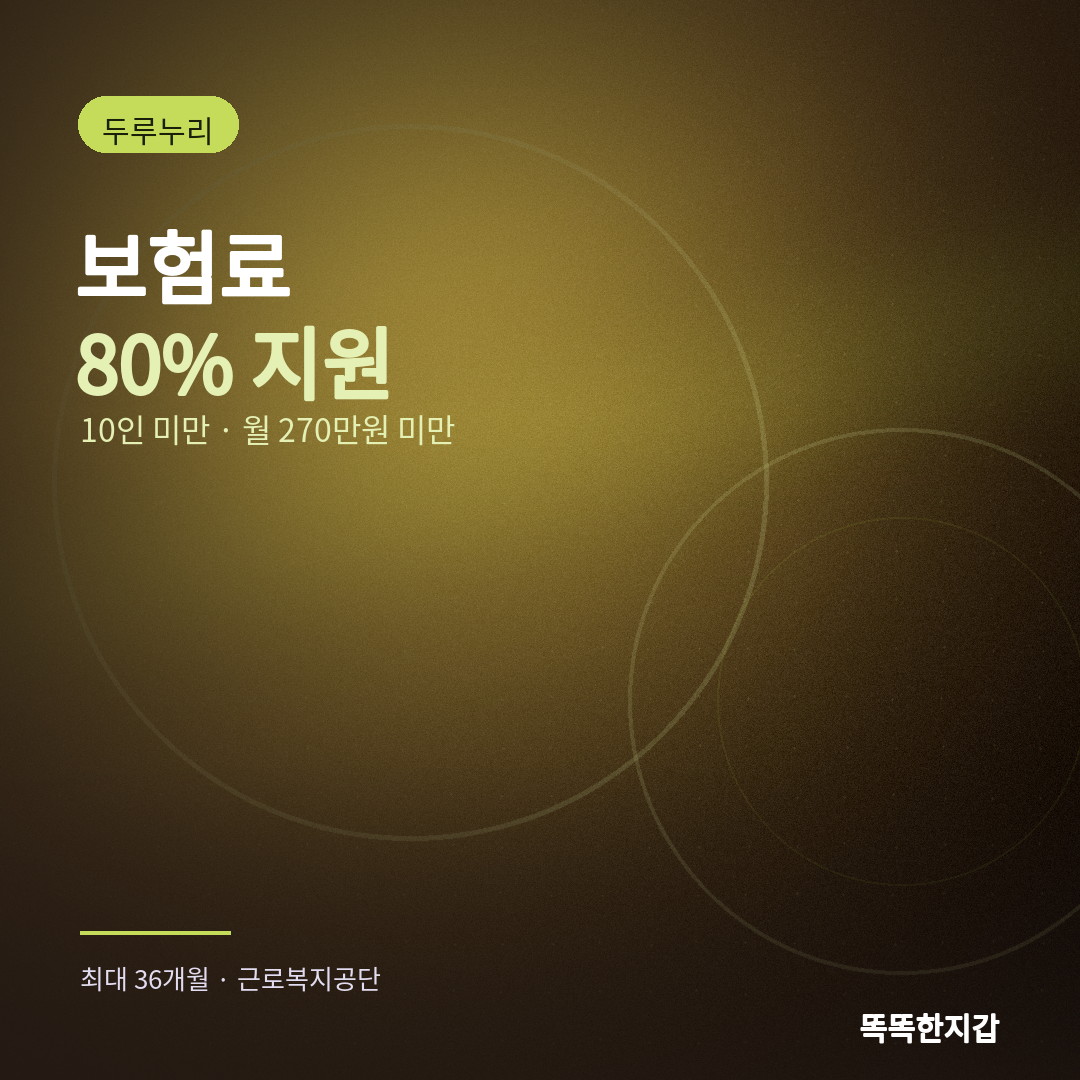 두루누리
보험료
80% 지원
10인 미만 · 월 270만원 미만
최대 36개월 · 근로복지공단
똑똑한지갑